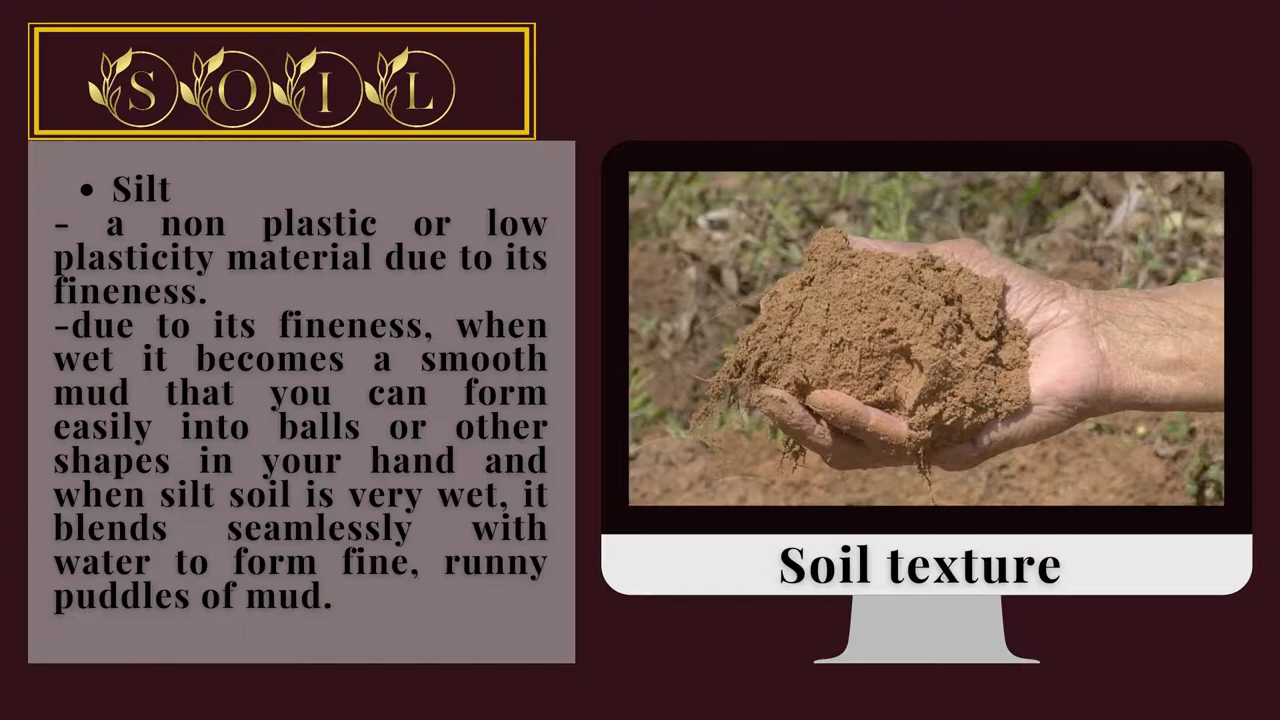 SOIL
• Silt
- a non plastic or low
plasticity material due to its
fineness.
-due to its fineness, when
wet it becomes a smooth
mud that you can form
easily into balls or other
shapes in your hand and
when silt soil is very wet, it
blends seamlessly with
water to form fine, runny
puddles of mud.
Soil texture